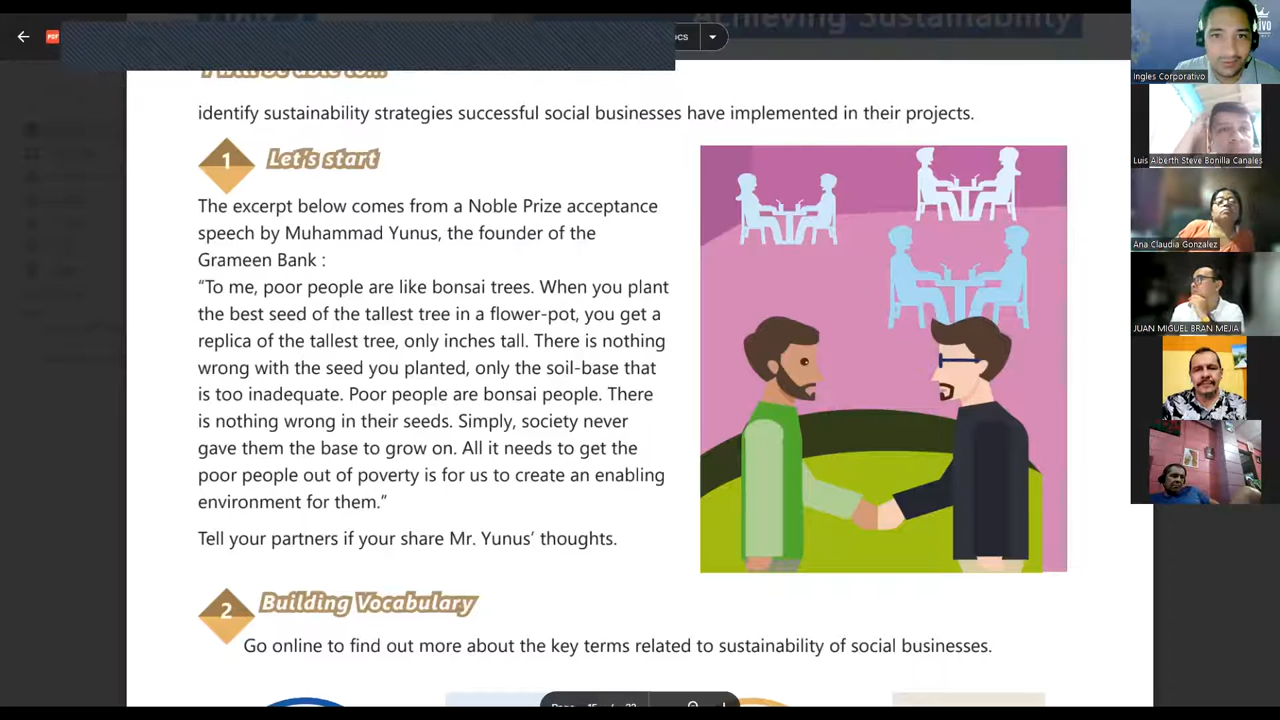 Achieving Sustainability
PDF
ocs
identify sustainability strategies successful social businesses have implemented in their projects.
1 Let's start
The excerpt below comes from a Noble Prize acceptance
speech by Muhammad Yunus, the founder of the
Grameen Bank :
“To me, poor people are like bonsai trees. When you plant
the best seed of the tallest tree in a flower-pot, you get a
replica of the tallest tree, only inches tall. There is nothing
wrong with the seed you planted, only the soil-base that
is too inadequate. Poor people are bonsai people. There
is nothing wrong in their seeds. Simply, society never
gave them the base to grow on. All it needs to get the
poor people out of poverty is for us to create an enabling
environment for them.”
Tell your partners if your share Mr. Yunus’ thoughts.
2 Building Vocabulary
Go online to find out more about the key terms related to sustainability of social businesses.
Page 15 / 22
Ingles Corporativo
Luis Alberth Steve Bonilla Canales
Ana Claudia Gonzalez
JUAN MIGUEL BRAN MEJIA